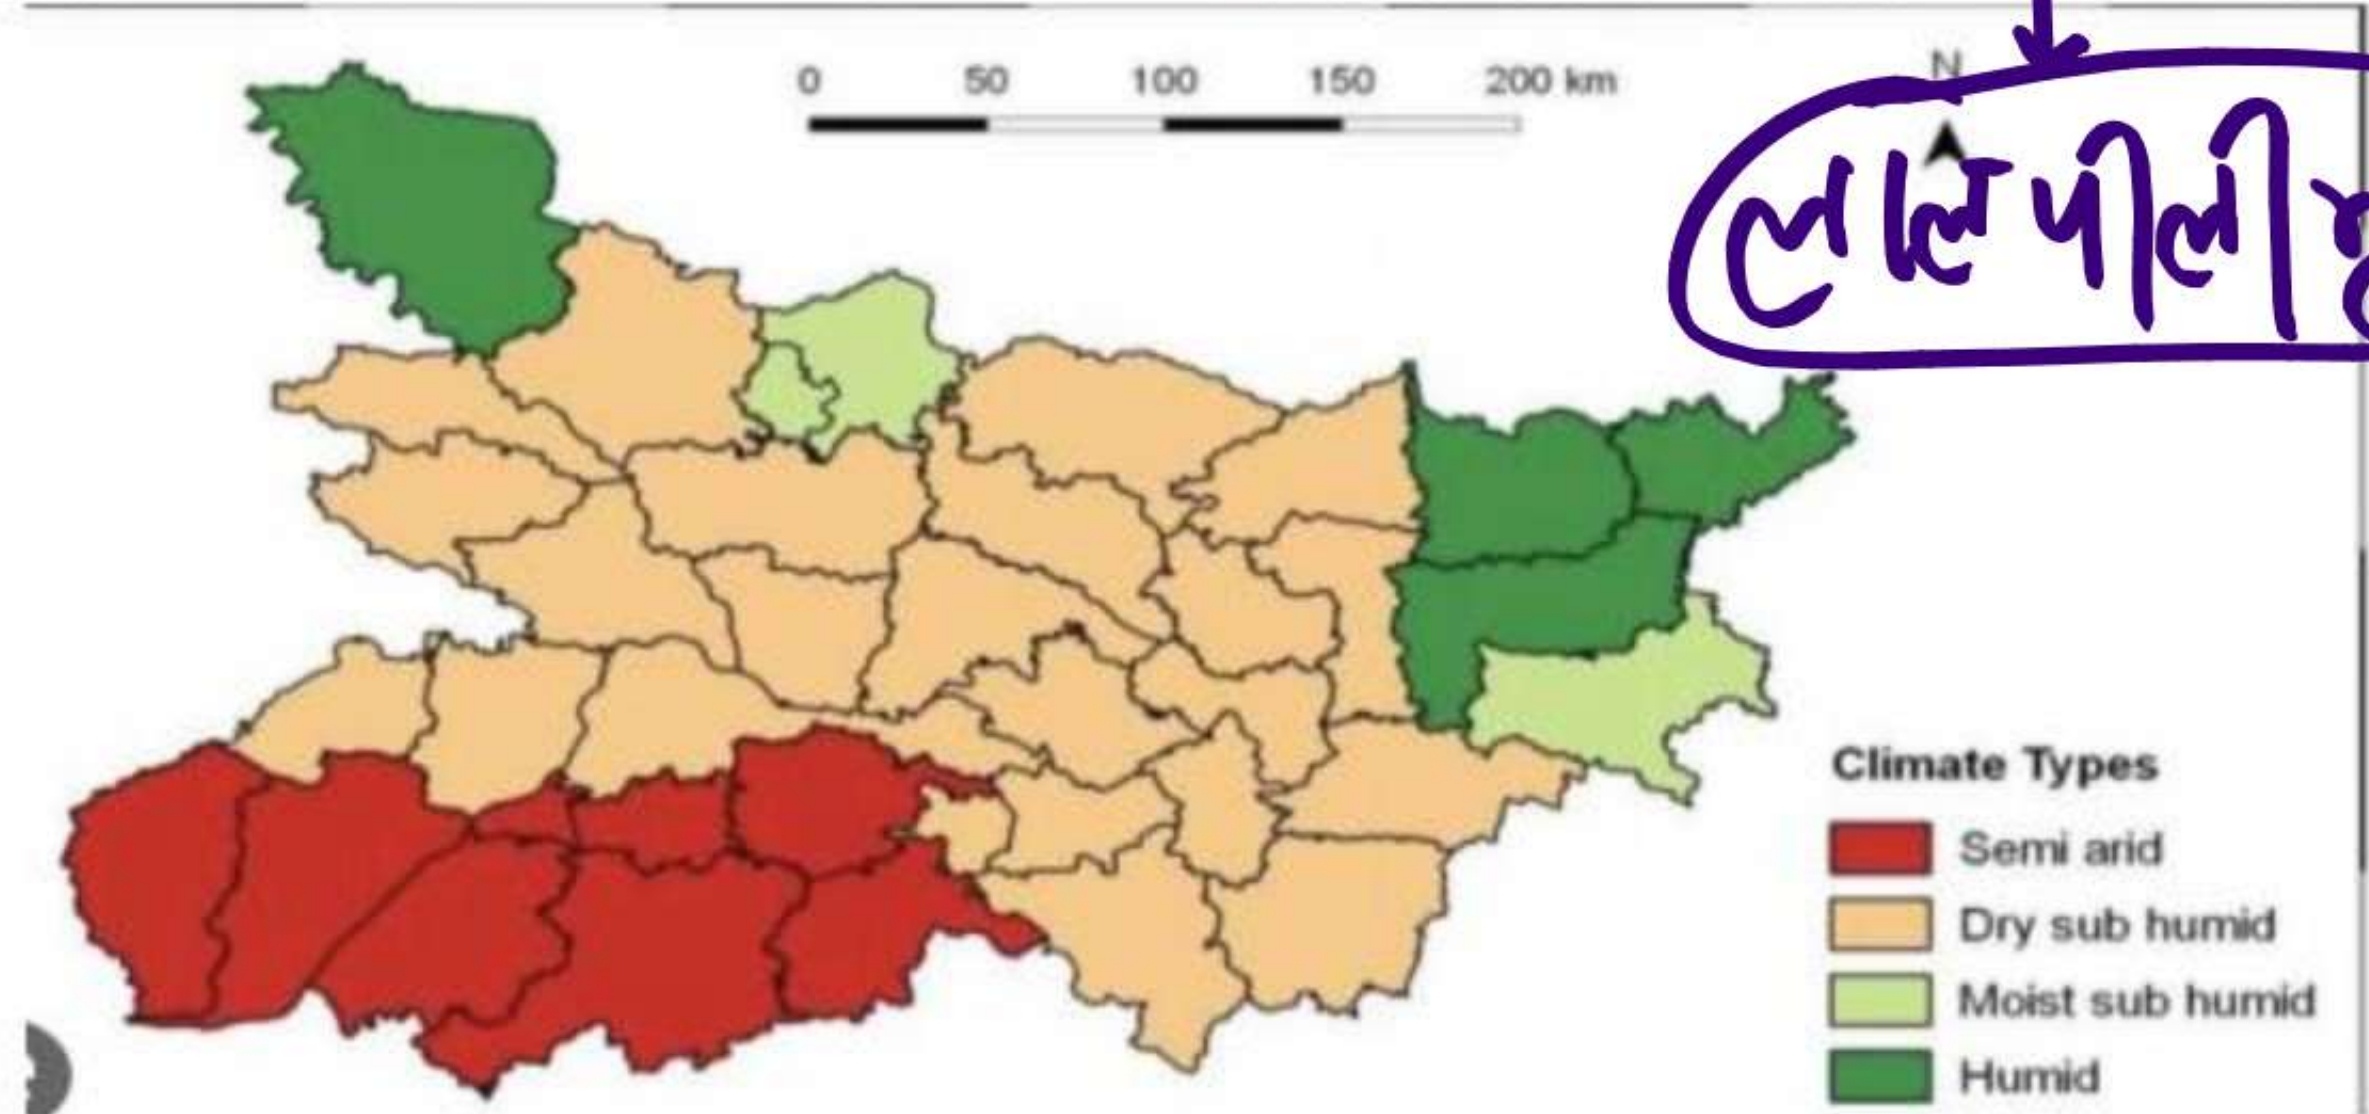 0 50 100 150 200 km
N
लाल पीली
Climate Types
Semi arid
Dry sub humid
Moist sub humid
Humid